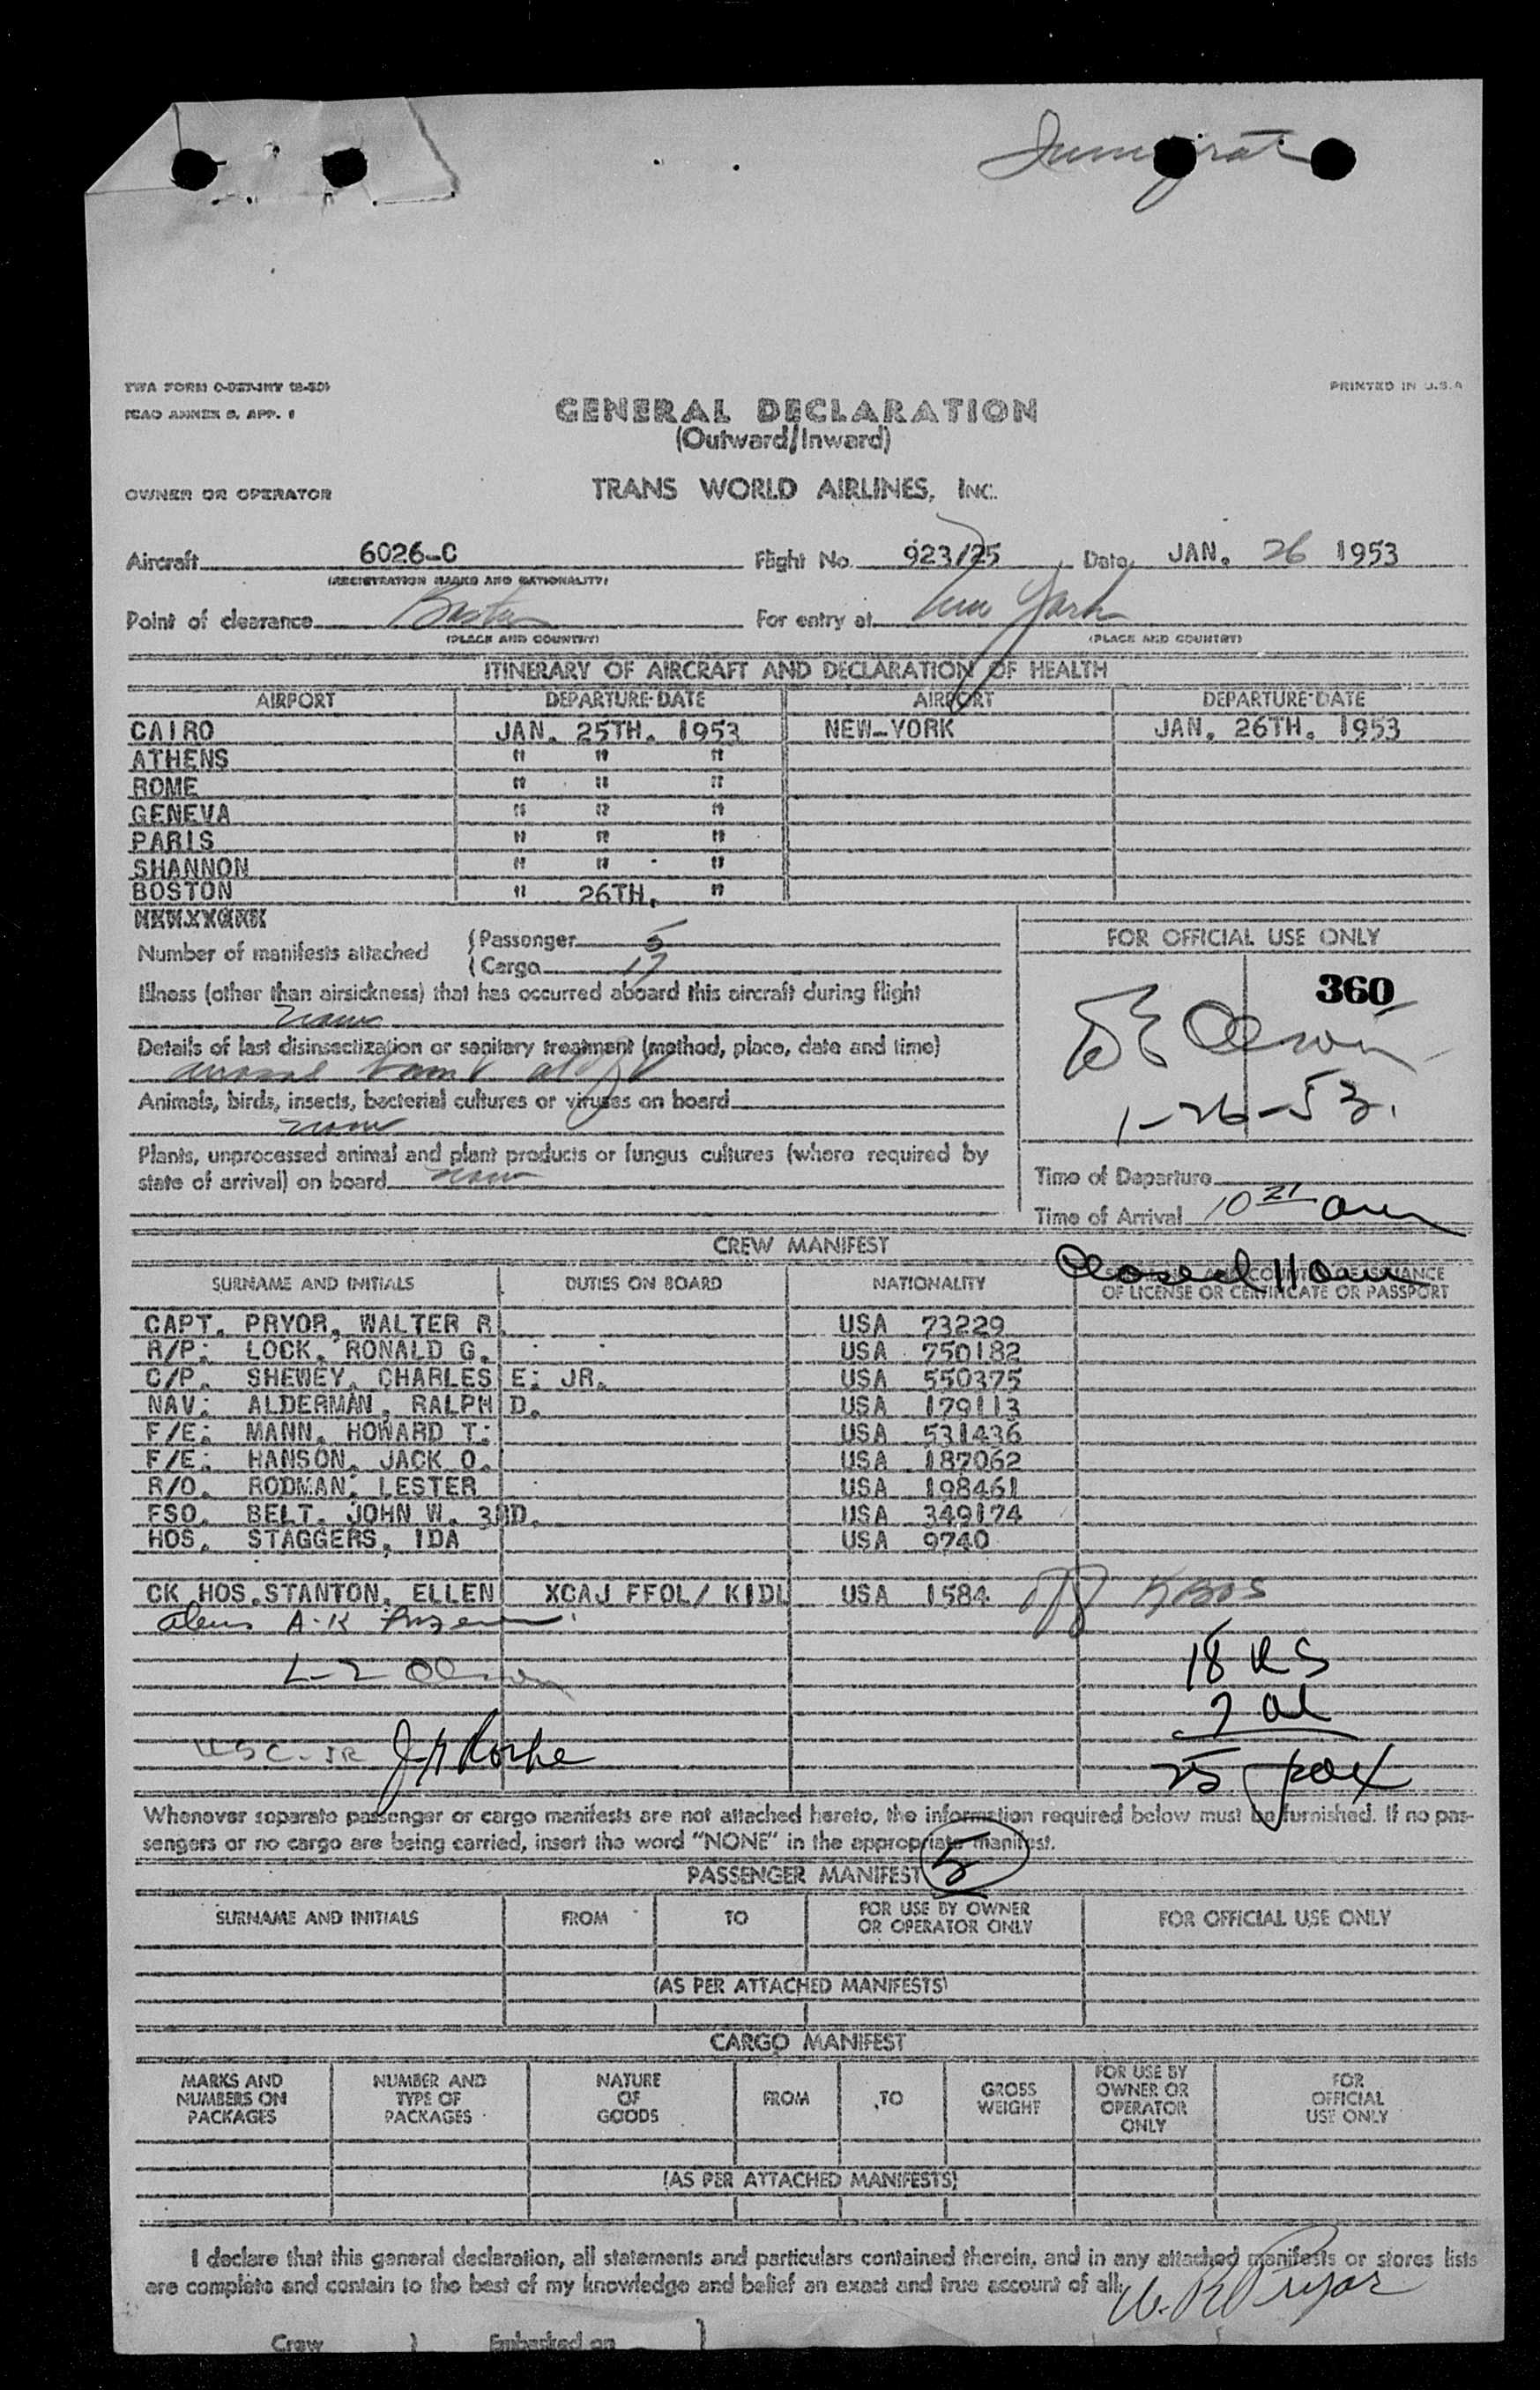 TWA FORM O-027-INT (8-50)
PRINTED IN U.S.A
ICAO ANNEX 9, APP. 1
GENERAL DECLARATION
(Outward/Inward)
OWNER OR OPERATOR TRANS WORLD AIRLINES, INC.
Aircraft 6026-C Flight No. 923/25 Date JAN. 26 1953
(REGISTRATION MARKS AND NATIONALITY)
Point of clearance Boston For entry at New York
(PLACE AND COUNTRY) (PLACE AND COUNTRY)
ITINERARY OF AIRCRAFT AND DECLARATION OF HEALTH
AIRPORT DEPARTURE-DATE AIRPORT DEPARTURE-DATE
CAIRO JAN. 25TH. 1953 NEW-YORK JAN. 26TH. 1953
ATHENS " " "
ROME " " "
GENEVA " " "
PARIS " " "
SHANNON " " "
BOSTON " 26TH. "
Number of manifests attached (Passenger 5
(Cargo 17
FOR OFFICIAL USE ONLY
360
Illness (other than airsickness) that has occurred aboard this aircraft during flight
none
Details of last disinsectization or sanitary treatment (method, place, date and time)
Animals, birds, insects, bacterial cultures or viruses on board
none
1-26-53.
Plants, unprocessed animal and plant products or fungus cultures (where required by
state of arrival) on board none
Time of Departure
Time of Arrival 10 21 am
CREW MANIFEST
Closed 11 am
SURNAME AND INITIALS DUTIES ON BOARD NATIONALITY
OF LICENSE OR CERTIFICATE OR PASSPORT
CAPT. PRYOR, WALTER R. USA 73229
R/P: LOCK, RONALD G. USA 750182
C/P. SHEWEY, CHARLES E: JR. USA 550375
NAV: ALDERMAN, RALPH D. USA 179113
F/E: MANN, HOWARD T: USA 531436
F/E: HANSON, JACK O. USA 187062
R/O. RODMAN: LESTER USA 198461
FSO. BELT, JOHN W. 3RD. USA 349174
HOS. STAGGERS, IDA USA 9740
CK HOS. STANTON, ELLEN XCAJ FFOL/ KIDL USA 1584 off
18 US
7 al
USC-JR
25 pax
Whenever separate passenger or cargo manifests are not attached hereto, the information required below must be furnished. If no pas-
sengers or no cargo are being carried, insert the word "NONE" in the appropriate manifest.
PASSENGER MANIFEST 5
SURNAME AND INITIALS FROM TO FOR USE BY OWNER OR OPERATOR ONLY FOR OFFICIAL USE ONLY
(AS PER ATTACHED MANIFESTS)
CARGO MANIFEST
MARKS AND NUMBERS ON PACKAGES NUMBER AND TYPE OF PACKAGES NATURE OF GOODS FROM TO GROSS WEIGHT FOR USE BY OWNER OR OPERATOR ONLY FOR OFFICIAL USE ONLY
(AS PER ATTACHED MANIFESTS)
I declare that this general declaration, all statements and particulars contained therein, and in any attached manifests or stores lists
are complete and contain to the best of my knowledge and belief an exact and true account of all.
W. R. Pryor
Crew ) Embarked on )